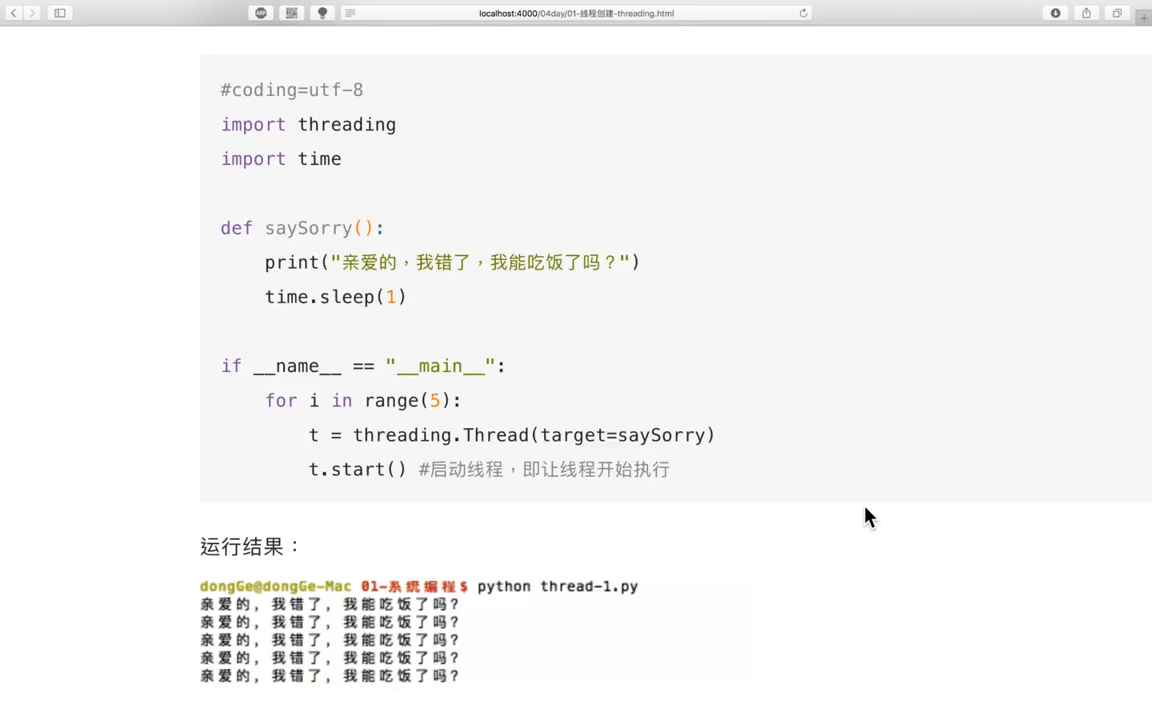 localhost:4000/04day/01-线程创建-threading.html
#coding=utf-8
import threading
import time
def saySorry():
print("亲爱的，我错了，我能吃饭了吗？")
time.sleep(1)
if __name__ == "__main__":
for i in range(5):
t = threading.Thread(target=saySorry)
t.start() #启动线程，即让线程开始执行
运行结果：
dongGe@dongGe-Mac 01-系统编程$ python thread-1.py
亲爱的，我错了，我能吃饭了吗？
亲爱的，我错了，我能吃饭了吗？
亲爱的，我错了，我能吃饭了吗？
亲爱的，我错了，我能吃饭了吗？
亲爱的，我错了，我能吃饭了吗？